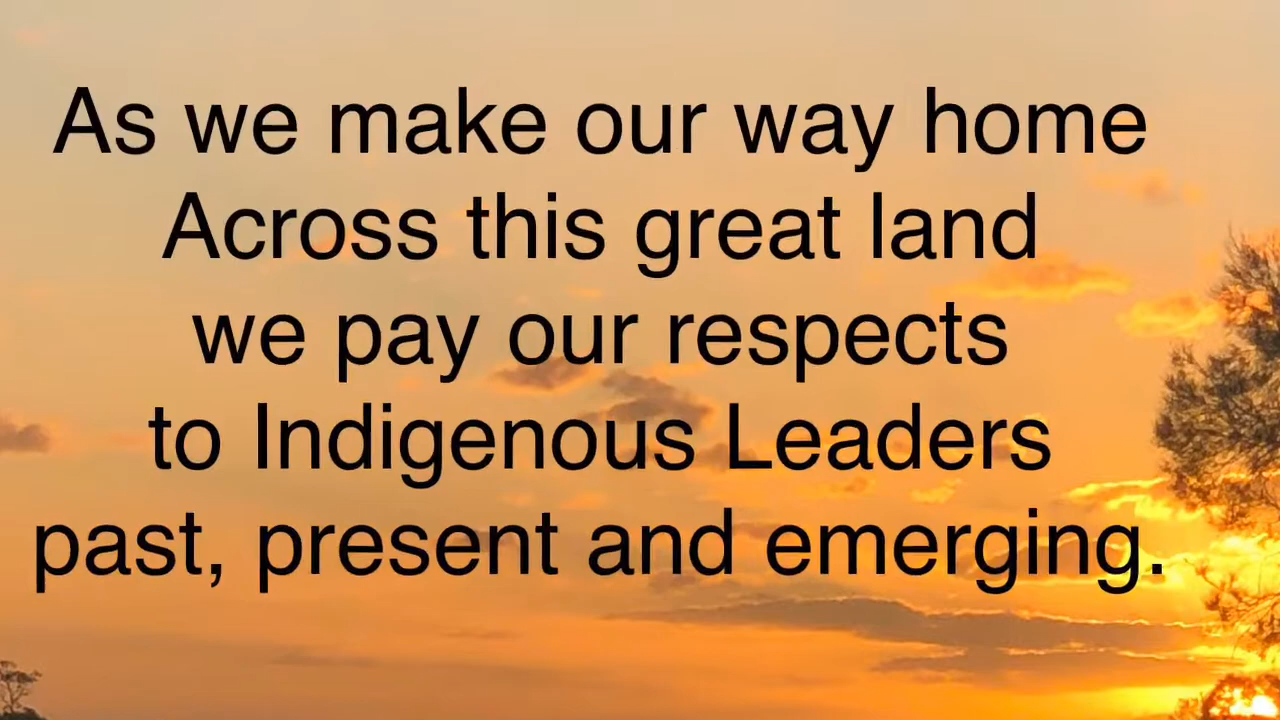 As we make our way home
Across this great land
we pay our respects
to Indigenous Leaders
past, present and emerging.